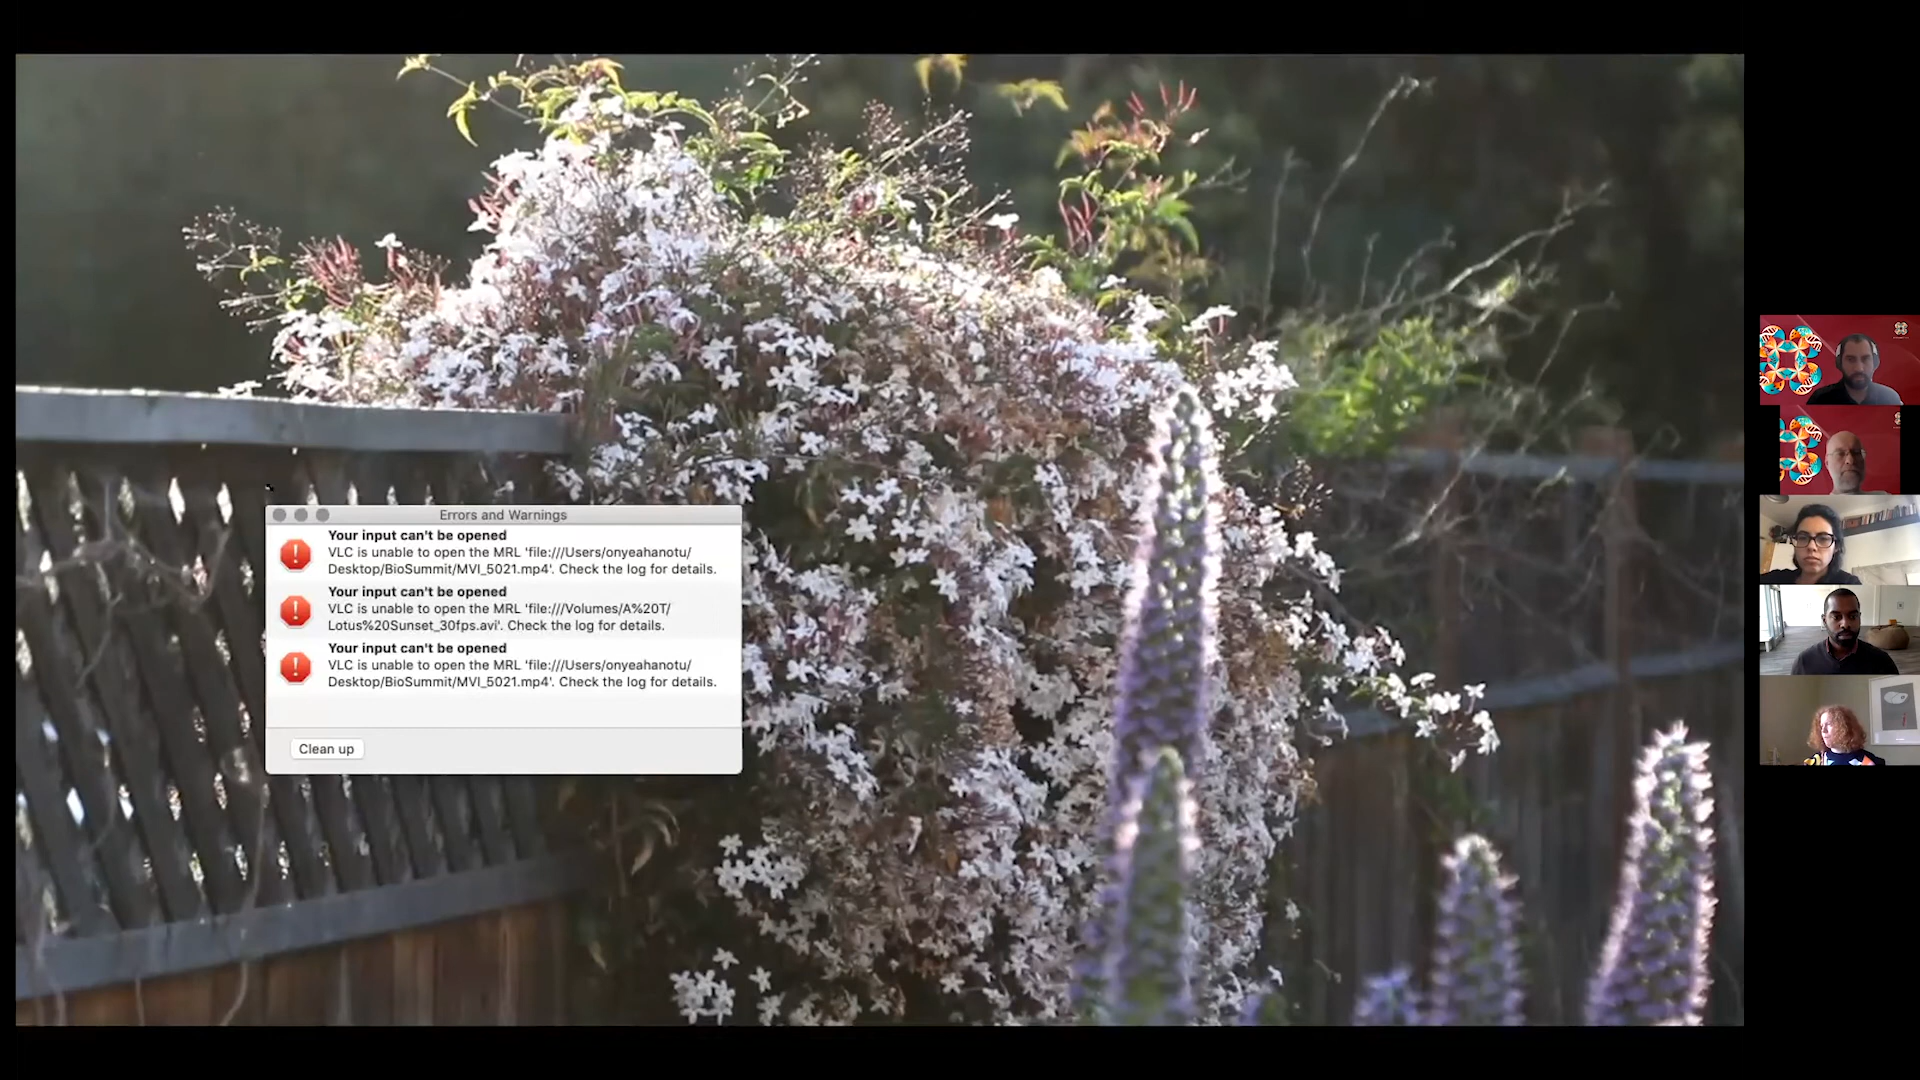 Errors and Warnings
Your input can't be opened
VLC is unable to open the MRL 'file:///Users/onyeahanotu/
Desktop/BioSummit/MVI_5021.mp4'. Check the log for details.
Your input can't be opened
VLC is unable to open the MRL 'file:///Volumes/A%20T/
Lotus%20Sunset_30fps.avi'. Check the log for details.
Your input can't be opened
VLC is unable to open the MRL 'file:///Users/onyeahanotu/
Desktop/BioSummit/MVI_5021.mp4'. Check the log for details.
Clean up